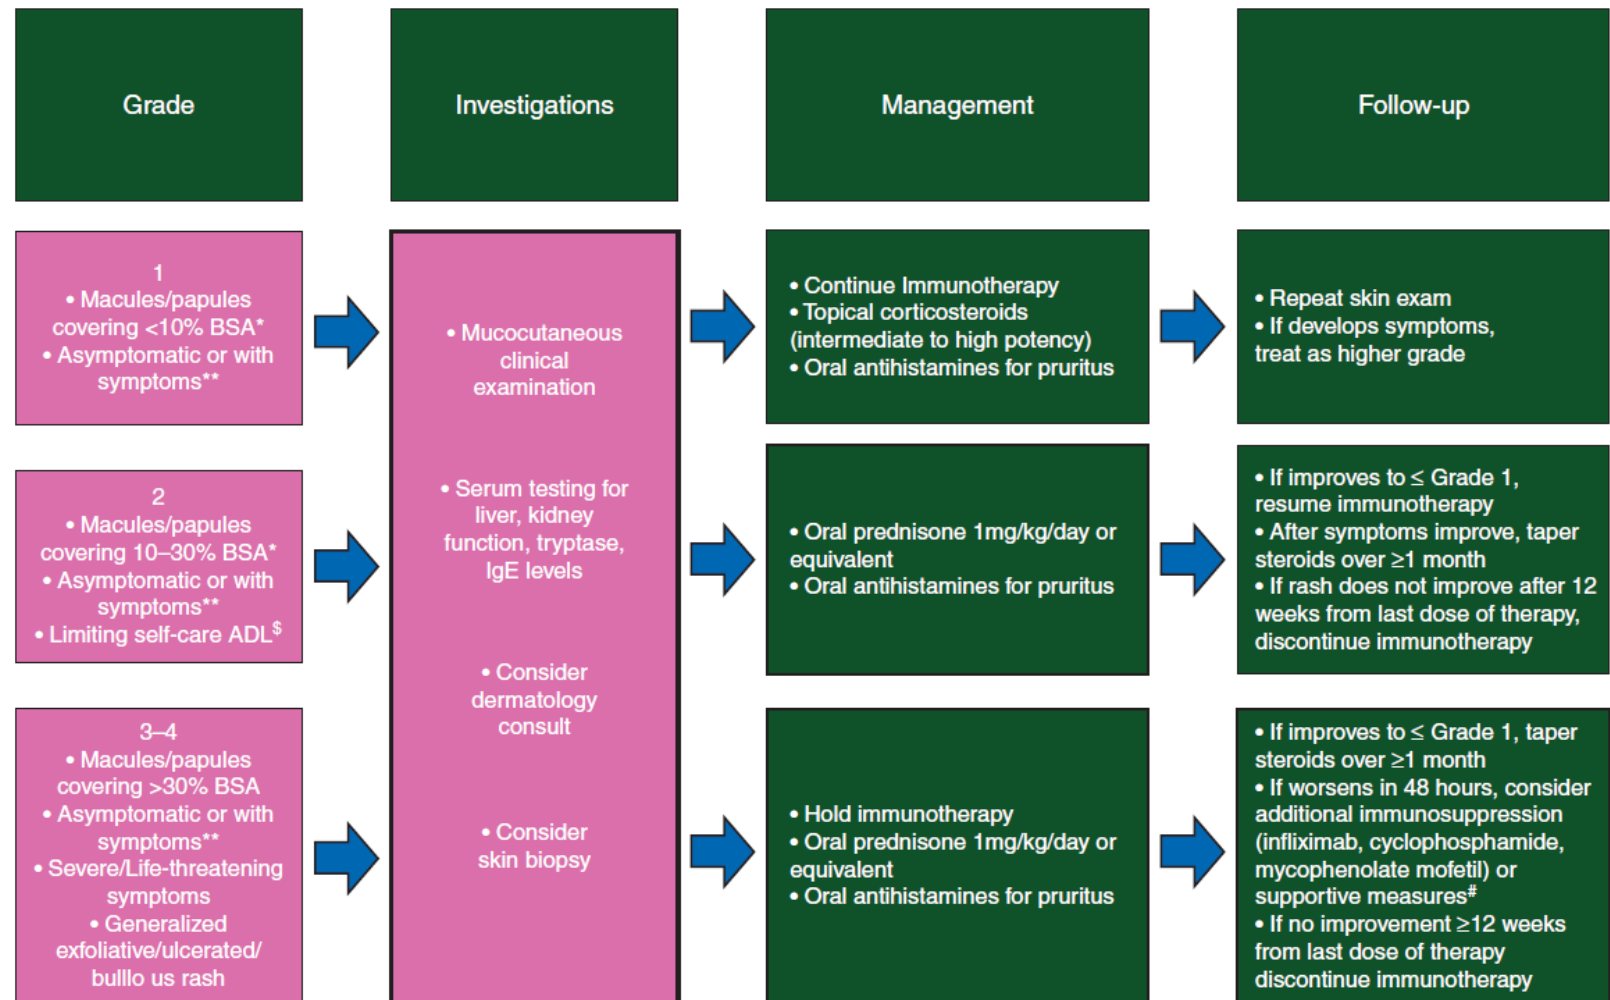 Grade
Investigations
Management
Follow-up
1
• Macules/papules
covering <10% BSA*
• Asymptomatic or with
symptoms**
• Mucocutaneous
clinical
examination
• Serum testing for
liver, kidney
function, tryptase,
IgE levels
• Consider
dermatology
consult
• Consider
skin biopsy
• Continue Immunotherapy
• Topical corticosteroids
(intermediate to high potency)
• Oral antihistamines for pruritus
• Repeat skin exam
• If develops symptoms,
treat as higher grade
2
• Macules/papules
covering 10–30% BSA*
• Asymptomatic or with
symptoms**
• Limiting self-care ADL$
• Oral prednisone 1mg/kg/day or
equivalent
• Oral antihistamines for pruritus
• If improves to ≤ Grade 1,
resume immunotherapy
• After symptoms improve, taper
steroids over ≥1 month
• If rash does not improve after 12
weeks from last dose of therapy,
discontinue immunotherapy
3–4
• Macules/papules
covering >30% BSA
• Asymptomatic or with
symptoms**
• Severe/Life-threatening
symptoms
• Generalized
exfoliative/ulcerated/
bulllo us rash
• Hold immunotherapy
• Oral prednisone 1mg/kg/day or
equivalent
• Oral antihistamines for pruritus
• If improves to ≤ Grade 1, taper
steroids over ≥1 month
• If worsens in 48 hours, consider
additional immunosuppression
(infliximab, cyclophosphamide,
mycophenolate mofetil) or
supportive measures#
• If no improvement ≥12 weeks
from last dose of therapy
discontinue immunotherapy